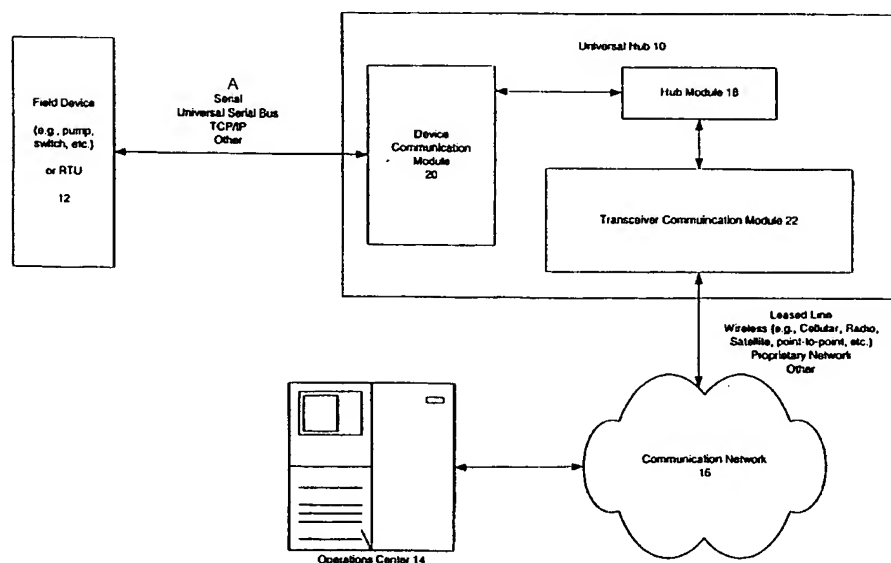 Universal Hub 10
Field Device
(e.g., pump,
switch, etc.)
or RTU
12
A
Serial
Universal Serial Bus
TCP/IP
Other
Device
Communication
Module
20
Hub Module 18
Transceiver Commuincation Module 22
Leased Line
Wireless (e.g., Cellular, Radio,
Satellite, point-to-point, etc.)
Proprietary Network
Other
Communication Network
16
Operations Center 14